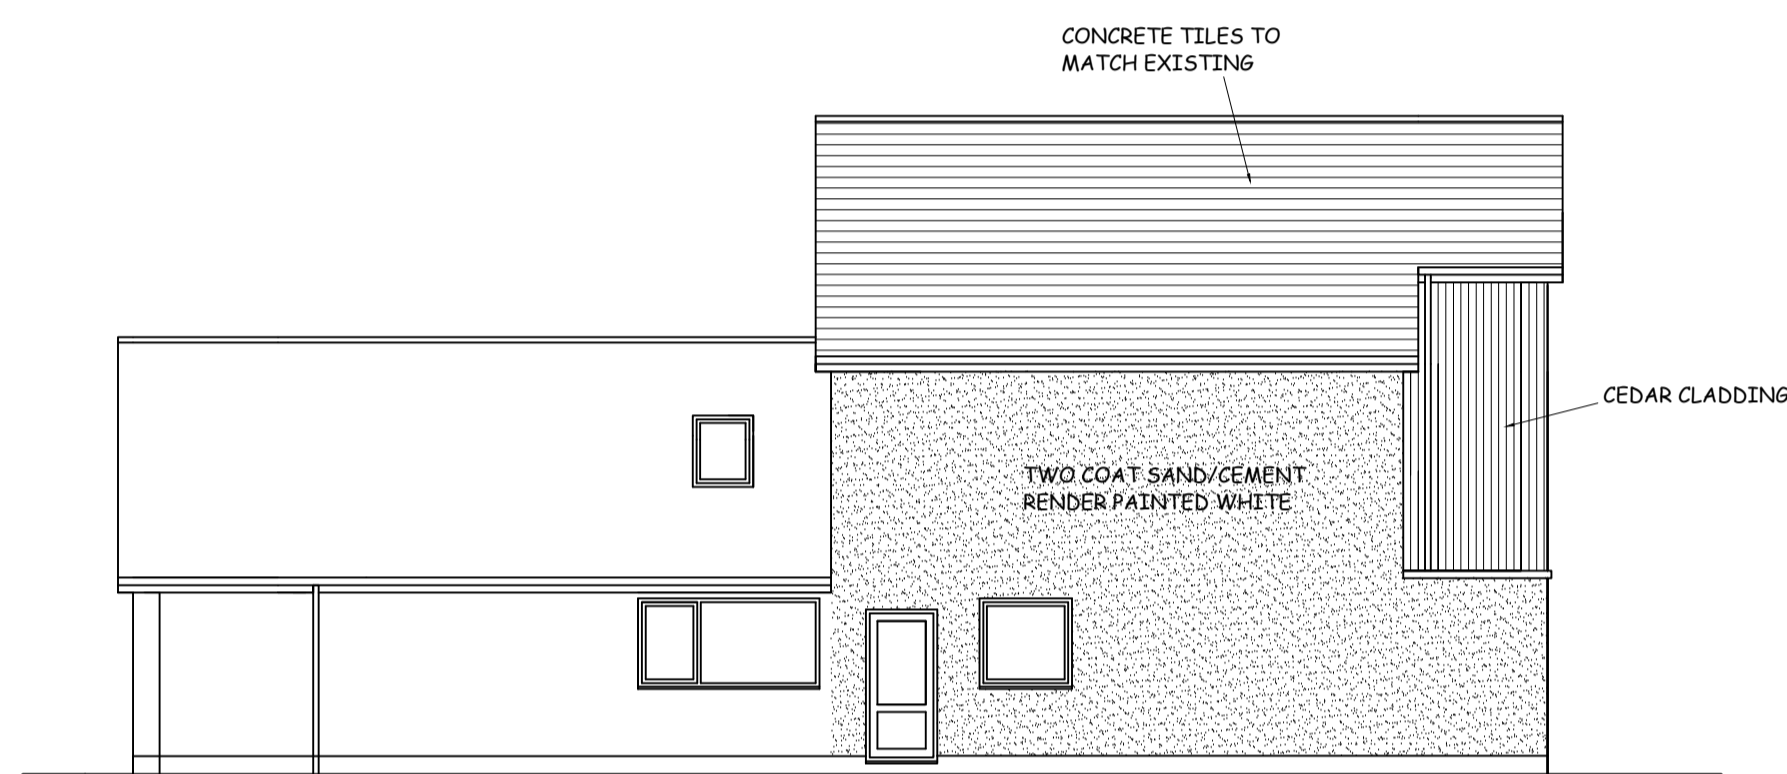 CONCRETE TILES TO
MATCH EXISTING
CEDAR CLADDING
TWO COAT SAND/CEMENT
RENDER PAINTED WHITE